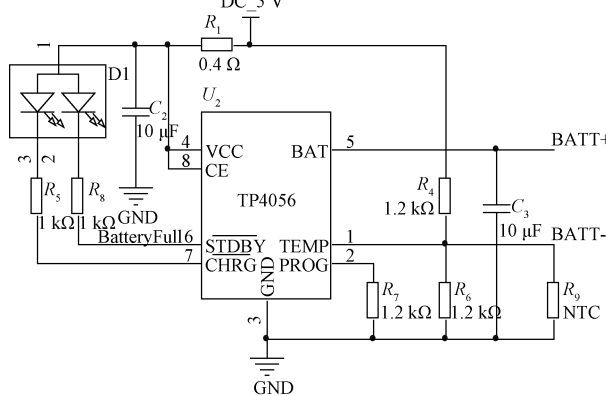 DC_5 V
R1
0.4 Ω
1
D1
U2
C2
10 μF
4
VCC
BAT
5
BATT+
8
CE
3
2
TP4056
R5
R8
1 kΩ
1 kΩ
GND
R4
1.2 kΩ
C3
10 μF
BatteryFull
6
STDBY
TEMP
1
BATT-
7
CHRG
PROG
2
GND
3
R7
1.2 kΩ
R6
1.2 kΩ
R9
NTC
GND